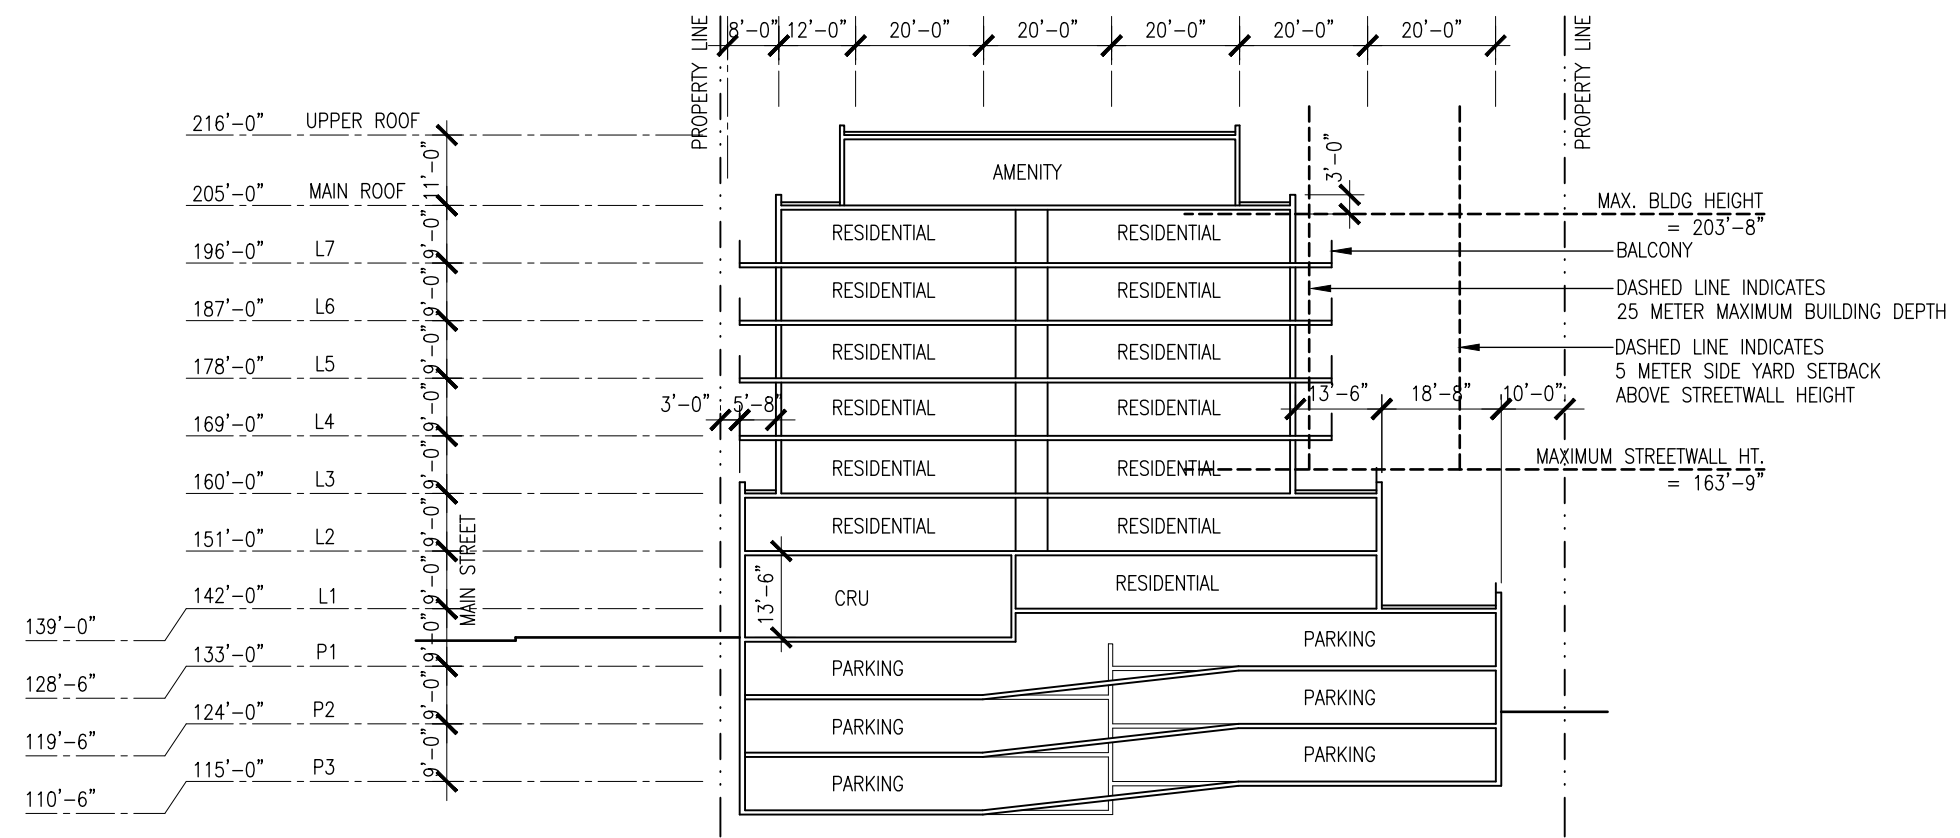 PROPERTY LINE
8'-0"
12'-0"
20'-0"
20'-0"
20'-0"
20'-0"
20'-0"
PROPERTY LINE
216'-0" UPPER ROOF
11'-0"
AMENITY
3'-0"
205'-0" MAIN ROOF
MAX. BLDG HEIGHT
= 203'-8"
9'-0"
RESIDENTIAL
RESIDENTIAL
196'-0" L7
BALCONY
9'-0"
RESIDENTIAL
RESIDENTIAL
DASHED LINE INDICATES
25 METER MAXIMUM BUILDING DEPTH
187'-0" L6
9'-0"
RESIDENTIAL
RESIDENTIAL
DASHED LINE INDICATES
5 METER SIDE YARD SETBACK
ABOVE STREETWALL HEIGHT
178'-0" L5
9'-0"
3'-0"
5'-8"
RESIDENTIAL
RESIDENTIAL
13'-6"
18'-8"
10'-0"
169'-0" L4
9'-0"
RESIDENTIAL
RESIDENTIAL
MAXIMUM STREETWALL HT.
= 163'-9"
160'-0" L3
9'-0"
RESIDENTIAL
RESIDENTIAL
151'-0" L2
9'-0"
MAIN STREET
13'-6"
CRU
RESIDENTIAL
142'-0" L1
139'-0"
9'-0"
PARKING
133'-0" P1
PARKING
128'-6"
9'-0"
PARKING
124'-0" P2
PARKING
119'-6"
9'-0"
PARKING
115'-0" P3
PARKING
110'-6"